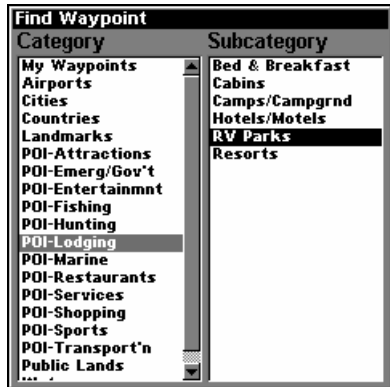 Find Waypoint
Category
My Waypoints
Airports
Cities
Countries
Landmarks
POI-Attractions
POI-Emerg/Gov't
POI-Entertainmnt
POI-Fishing
POI-Hunting
POI-Lodging
POI-Marine
POI-Restaurants
POI-Services
POI-Shopping
POI-Sports
POI-Transport'n
Public Lands
Subcategory
Bed & Breakfast
Cabins
Camps/Campgrnd
Hotels/Motels
RV Parks
Resorts